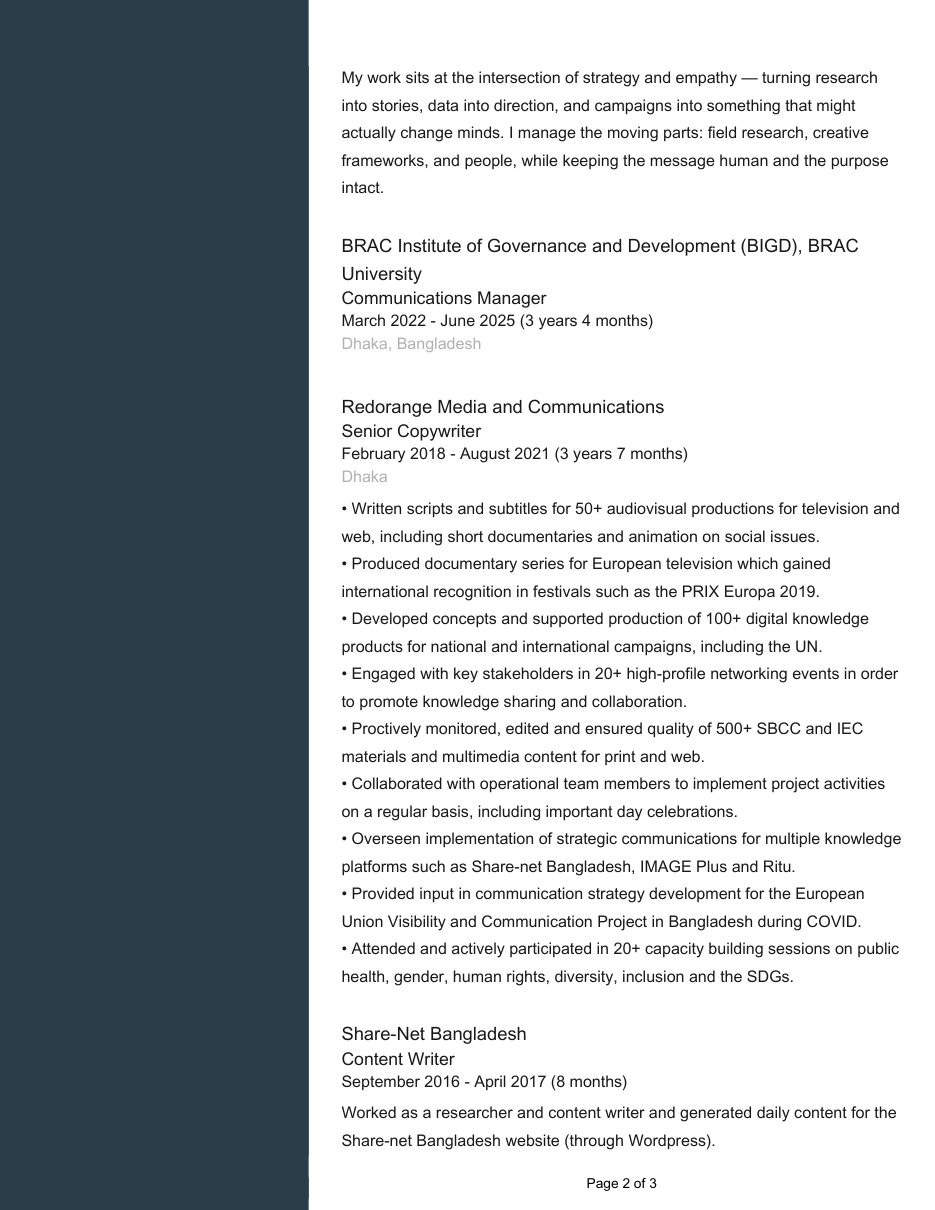 My work sits at the intersection of strategy and empathy — turning research
into stories, data into direction, and campaigns into something that might
actually change minds. I manage the moving parts: field research, creative
frameworks, and people, while keeping the message human and the purpose
intact.
BRAC Institute of Governance and Development (BIGD), BRAC
University
Communications Manager
March 2022 - June 2025 (3 years 4 months)
Dhaka, Bangladesh
Redorange Media and Communications
Senior Copywriter
February 2018 - August 2021 (3 years 7 months)
Dhaka
• Written scripts and subtitles for 50+ audiovisual productions for television and
web, including short documentaries and animation on social issues.
• Produced documentary series for European television which gained
international recognition in festivals such as the PRIX Europa 2019.
• Developed concepts and supported production of 100+ digital knowledge
products for national and international campaigns, including the UN.
• Engaged with key stakeholders in 20+ high-profile networking events in order
to promote knowledge sharing and collaboration.
• Proctively monitored, edited and ensured quality of 500+ SBCC and IEC
materials and multimedia content for print and web.
• Collaborated with operational team members to implement project activities
on a regular basis, including important day celebrations.
• Overseen implementation of strategic communications for multiple knowledge
platforms such as Share-net Bangladesh, IMAGE Plus and Ritu.
• Provided input in communication strategy development for the European
Union Visibility and Communication Project in Bangladesh during COVID.
• Attended and actively participated in 20+ capacity building sessions on public
health, gender, human rights, diversity, inclusion and the SDGs.
Share-Net Bangladesh
Content Writer
September 2016 - April 2017 (8 months)
Worked as a researcher and content writer and generated daily content for the
Share-net Bangladesh website (through Wordpress).
Page 2 of 3